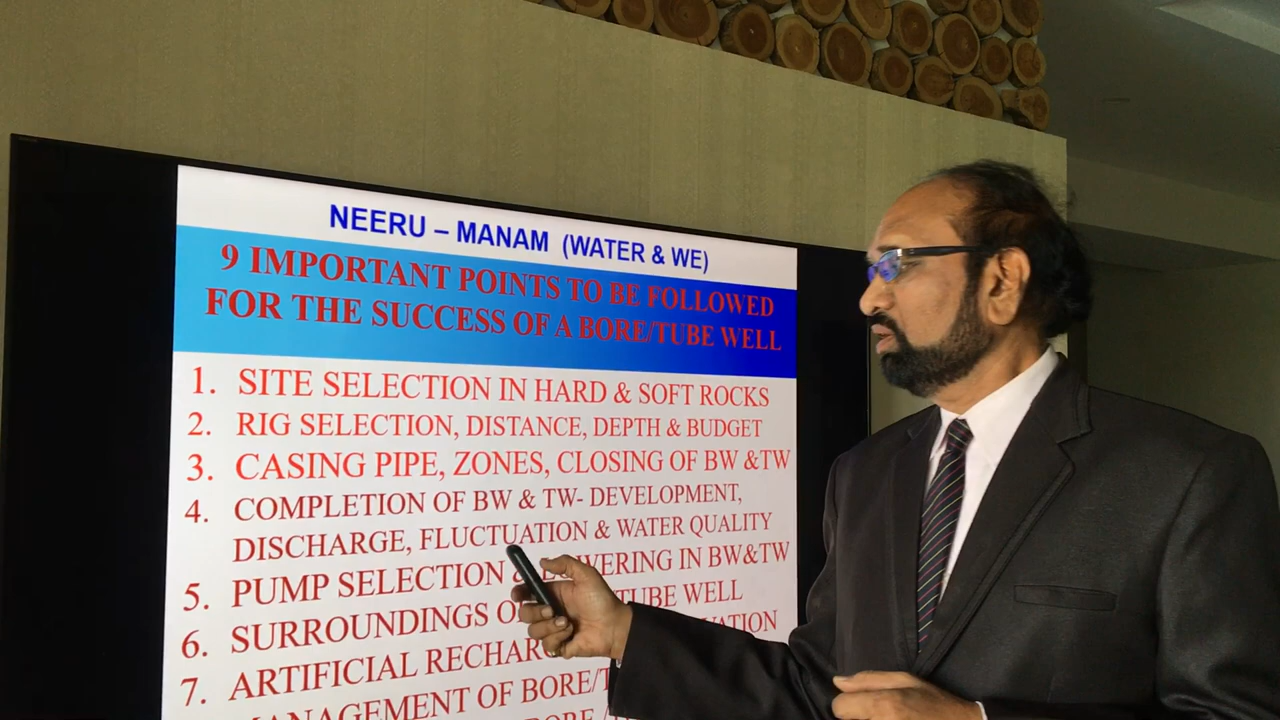 NEERU – MANAM (WATER & WE)
9 IMPORTANT POINTS TO BE FOLLOWED
FOR THE SUCCESS OF A BORE/TUBE WELL
1. SITE SELECTION IN HARD & SOFT ROCKS
2. RIG SELECTION, DISTANCE, DEPTH & BUDGET
3. CASING PIPE, ZONES, CLOSING OF BW &TW
4. COMPLETION OF BW & TW- DEVELOPMENT,
DISCHARGE, FLUCTUATION & WATER QUALITY
5. PUMP SELECTION & LOWERING IN BW&TW
6. SURROUNDINGS TUBE WELL
7. ARTIFICIAL
OF